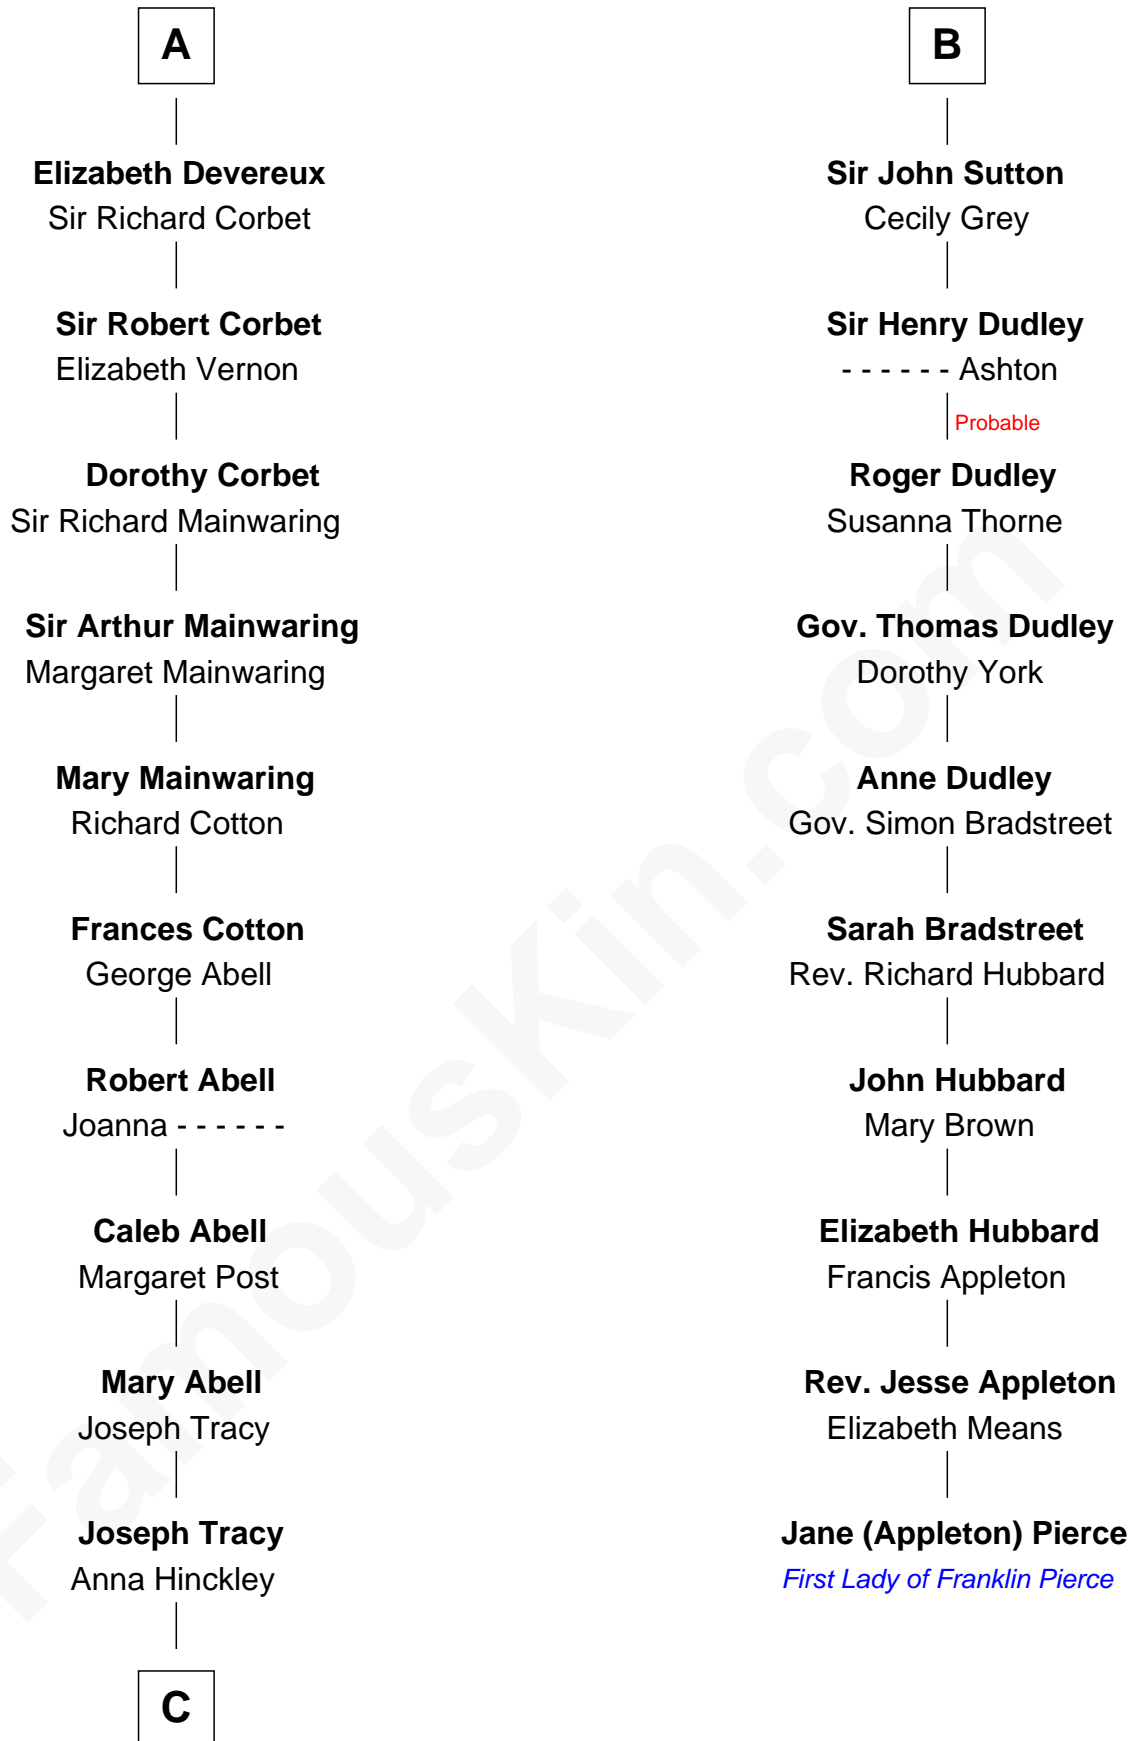 A
Elizabeth Devereux
Sir Richard Corbet
Sir Robert Corbet
Elizabeth Vernon
Dorothy Corbet
Sir Richard Mainwaring
Sir Arthur Mainwaring
Margaret Mainwaring
Mary Mainwaring
Richard Cotton
Frances Cotton
George Abell
Robert Abell
Joanna - - - - - -
Caleb Abell
Margaret Post
Mary Abell
Joseph Tracy
Joseph Tracy
Anna Hinckley
C
B
Sir John Sutton
Cecily Grey
Sir Henry Dudley
- - - - - - Ashton
Probable
Roger Dudley
Susanna Thorne
Gov. Thomas Dudley
Dorothy York
Anne Dudley
Gov. Simon Bradstreet
Sarah Bradstreet
Rev. Richard Hubbard
John Hubbard
Mary Brown
Elizabeth Hubbard
Francis Appleton
Rev. Jesse Appleton
Elizabeth Means
Jane (Appleton) Pierce
First Lady of Franklin Pierce
FamousKin.com